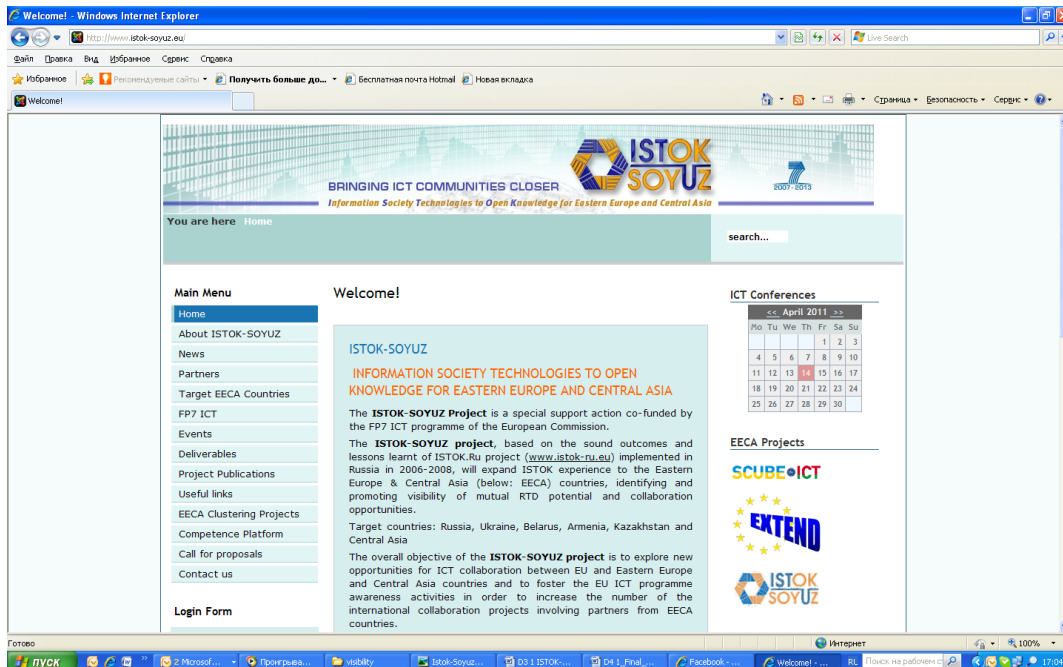 Welcome! - Windows Internet Explorer
http://www.istok-soyuz.eu/
Live Search
Файл Правка Вид Избранное Сервис Справка
Избранное Рекомендуемые сайты Получить больше до... Бесплатная почта Hotmail Новая вкладка
Welcome!
Страница Безопасность Сервис
ISTOK
SOYUZ
BRINGING ICT COMMUNITIES CLOSER
7
2007-2013
Information Society Technologies to Open Knowledge for Eastern Europe and Central Asia
You are here Home
search...
Main Menu
Home
About ISTOK-SOYUZ
News
Partners
Target EECA Countries
FP7 ICT
Events
Deliverables
Project Publications
Useful links
EECA Clustering Projects
Competence Platform
Call for proposals
Contact us
Login Form
Welcome!
ISTOK-SOYUZ
INFORMATION SOCIETY TECHNOLOGIES TO OPEN
KNOWLEDGE FOR EASTERN EUROPE AND CENTRAL ASIA
The ISTOK-SOYUZ Project is a special support action co-funded by
the FP7 ICT programme of the European Commission.
The ISTOK-SOYUZ project, based on the sound outcomes and
lessons learnt of ISTOK.Ru project (www.istok-ru.eu) implemented in
Russia in 2006-2008, will expand ISTOK experience to the Eastern
Europe & Central Asia (below: EECA) countries, identifying and
promoting visibility of mutual RTD potential and collaboration
opportunities.
Target countries: Russia, Ukraine, Belarus, Armenia, Kazakhstan and
Central Asia
The overall objective of the ISTOK-SOYUZ project is to explore new
opportunities for ICT collaboration between EU and Eastern Europe
and Central Asia countries and to foster the EU ICT programme
awareness activities in order to increase the number of the
international collaboration projects involving partners from EECA
countries.
ICT Conferences
<< April 2011 >>
Mo Tu We Th Fr Sa Su
1 2 3
4 5 6 7 8 9 10
11 12 13 14 15 16 17
18 19 20 21 22 23 24
25 26 27 28 29 30
EECA Projects
SCUBE ICT
EXTEND
ISTOK
SOYUZ
Готово
Интернет
100%
пуск
2 Microsof...
Проигрыва...
visibility
Istok-Soyuz...
D3 1 ISTOK-...
D4 1_Final_...
Facebook - ...
Welcome! - ...
RL
Поиск на рабочем с